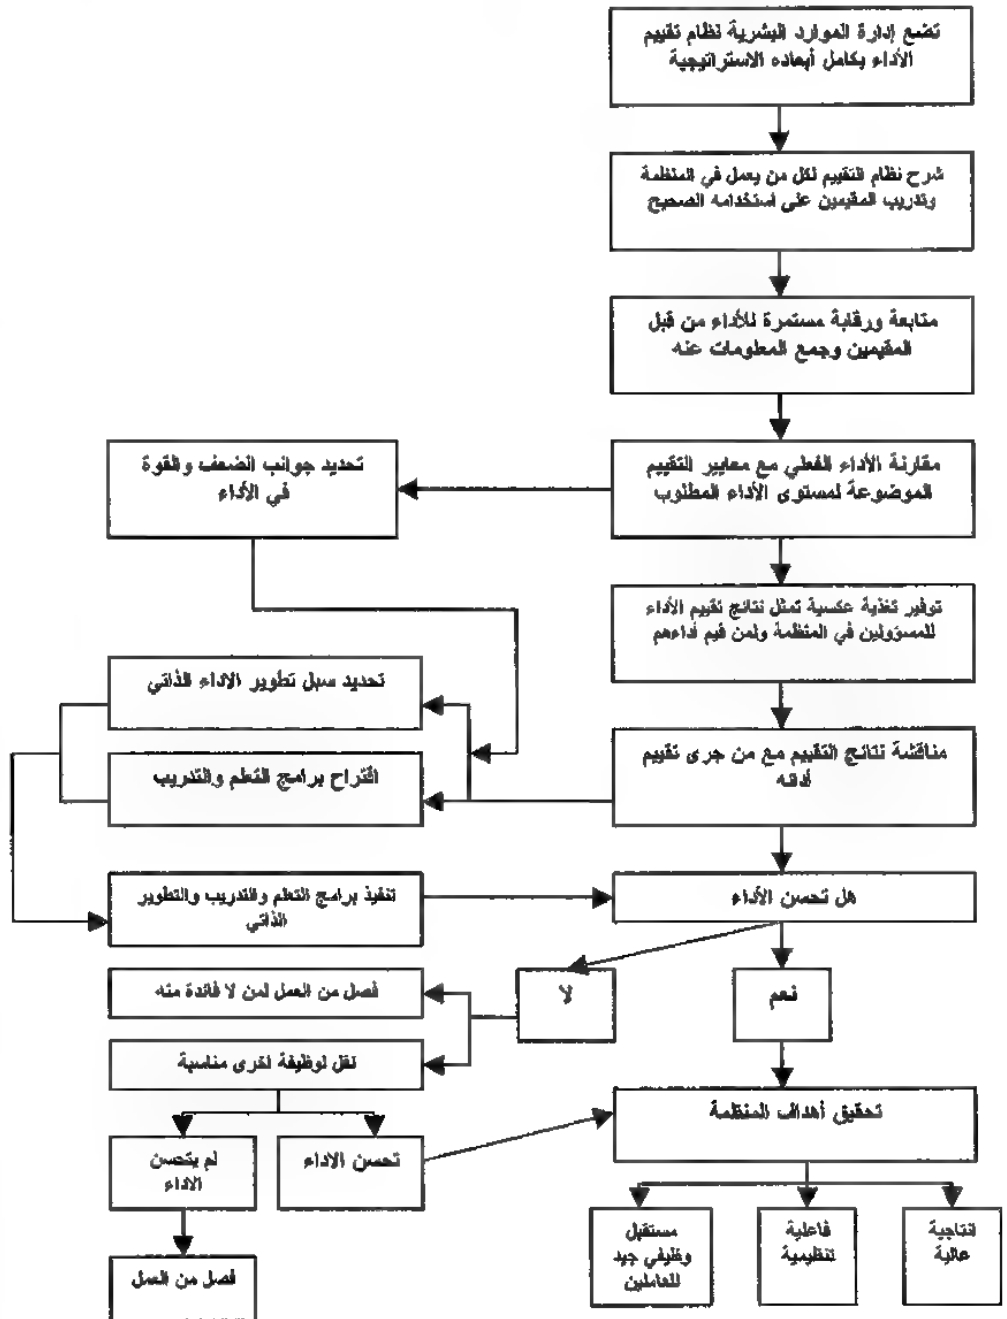 تضع إدارة الموارد البشرية نظام تقييم
الأداء بكامل أبعاده الاستراتيجية
شرح نظام التقييم لكل من يعمل في المنظمة
وتدريب المقيمين على استخدامه الصحيح
متابعة ورقابة مستمرة للأداء من قبل
المقيمين وجمع المعلومات عنه
مقارنة الأداء الفعلي مع معايير التقييم
الموضوعة لمستوى الأداء المطلوب
تحديد جوانب الضعف والقوة
في الأداء
توفير تغذية عكسية تمثل نتائج تقييم الأداء
للمسؤولين في المنظمة ولمن قيم أداءهم
تحديد سبل تطوير الاداء الذاتي
مناقشة نتائج التقييم مع من جرى تقييم
أدائه
اقتراح برامج التعلم والتدريب
هل تحسن الأداء
تنفيذ برامج التعلم والتدريب والتطوير
الذاتي
نعم
لا
فصل من العمل لمن لا فائدة منه
نقل لوظيفة اخرى مناسبة
تحقيق أهداف المنظمة
تحسن الاداء
لم يتحسن
الاداء
انتاجية
عالية
فاعلية
تنظيمية
مستقبل
وظيفي جيد
للعاملين
فصل من العمل